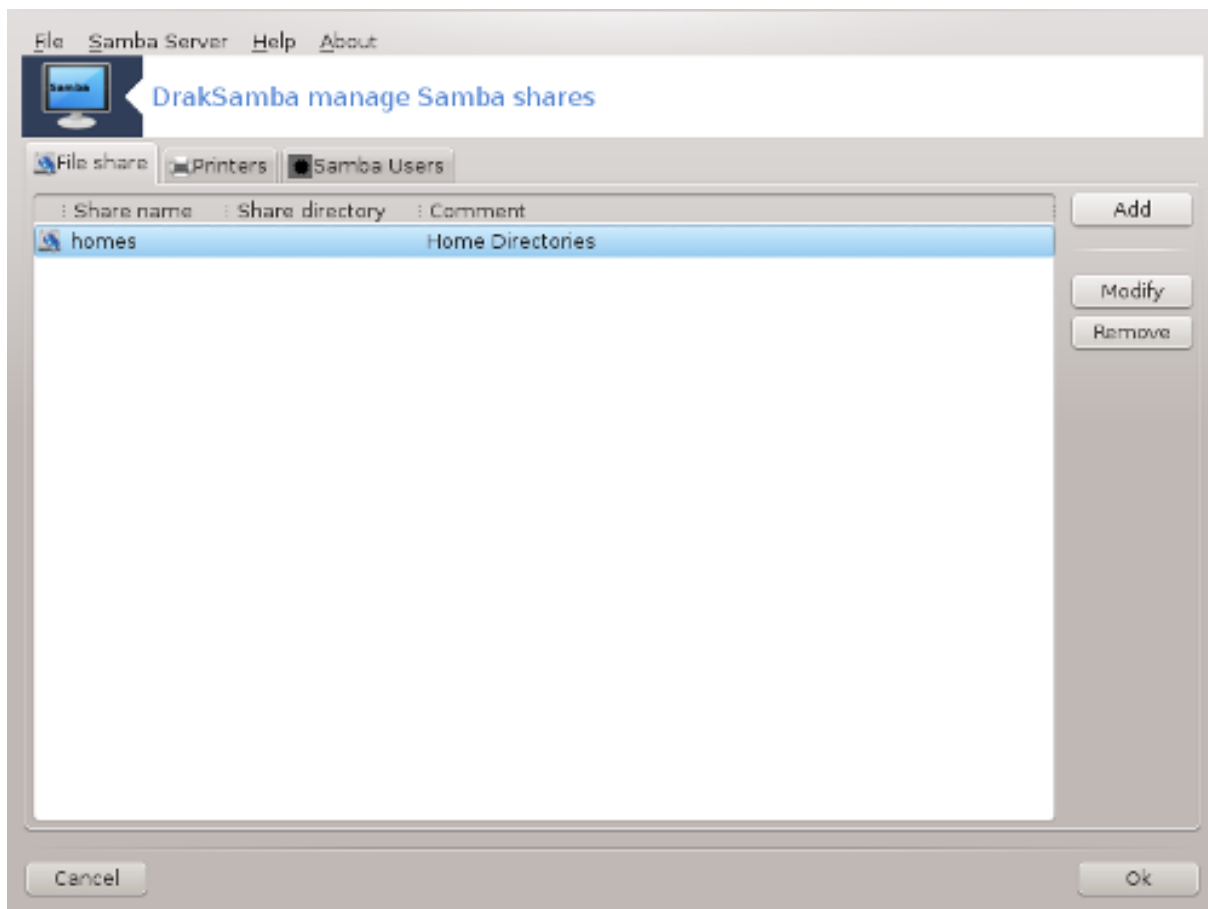 File Samba Server Help About
Samba
DrakSamba manage Samba shares
File share Printers Samba Users
Share name Share directory Comment
homes Home Directories
Add
Modify
Remove
Cancel Ok